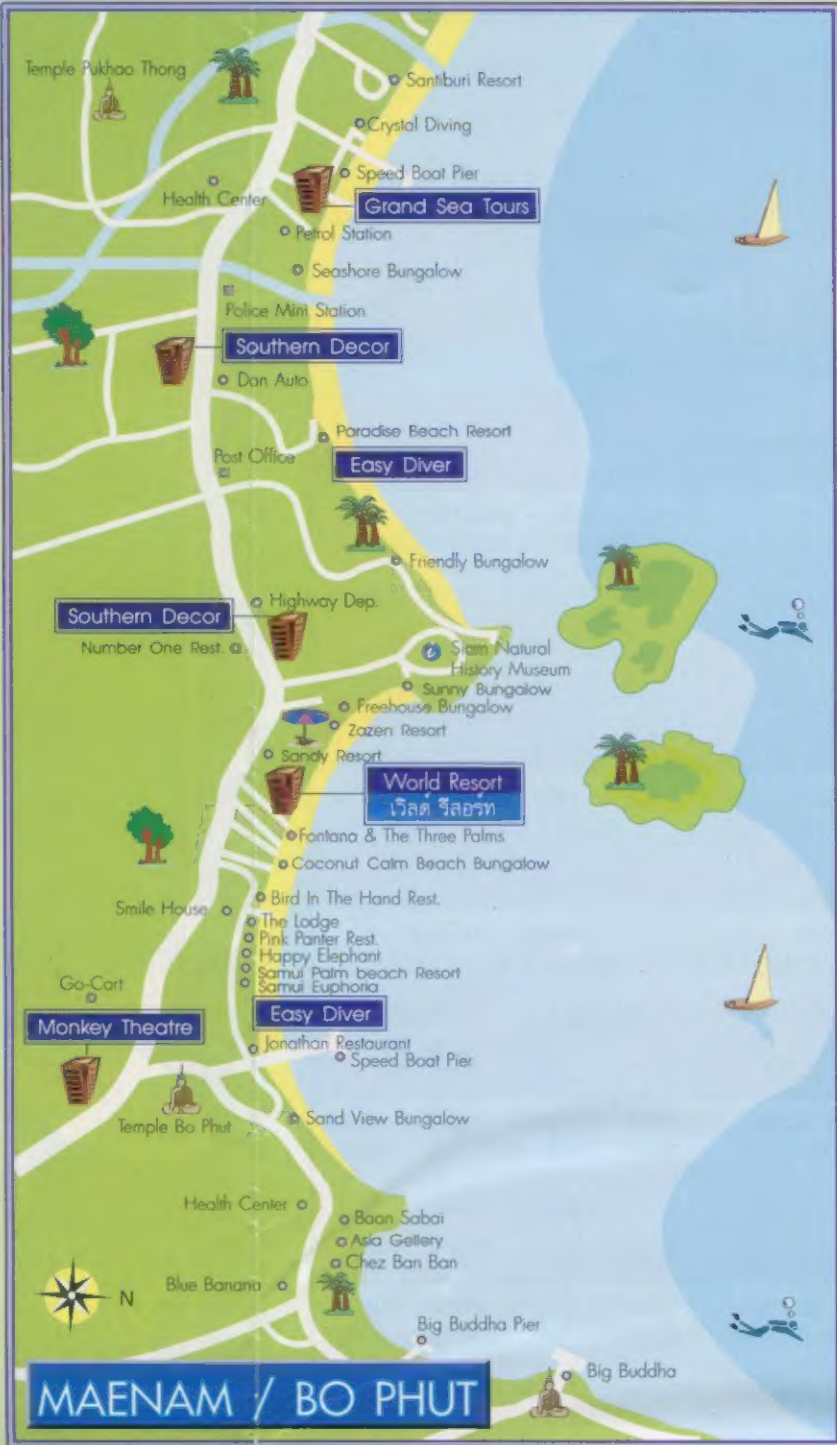 Temple Pukhao Thong
Santiburi Resort
Crystal Diving
Speed Boat Pier
Health Center
Grand Sea Tours
Petrol Station
Seashore Bungalow
Police Mini Station
Southern Decor
Dan Auto
Paradise Beach Resort
Post Office
Easy Diver
Friendly Bungalow
Highway Dep.
Southern Decor
Number One Rest.
Siam Natural
History Museum
Sunny Bungalow
Freehouse Bungalow
Zazen Resort
Sandy Resort
World Resort
เวิลด์ รีสอร์ท
Fontana & The Three Palms
Coconut Calm Beach Bungalow
Bird In The Hand Rest.
Smile House
The Lodge
Pink Panter Rest.
Happy Elephant
Samui Palm beach Resort
Samui Euphoria
Go-Cart
Easy Diver
Monkey Theatre
Jonathan Restaurant
Speed Boat Pier
Temple Bo Phut
Sand View Bungalow
Health Center
Baan Sabai
Asia Gellery
Chez Ban Ban
Blue Banana
N
Big Buddha Pier
Big Buddha
MAENAM / BO PHUT